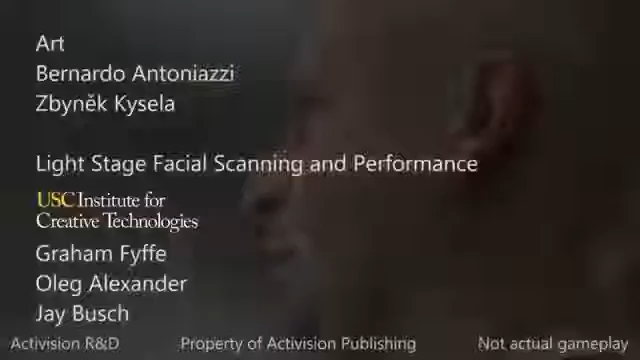 Art
Bernardo Antoniazzi
Zbyněk Kysela
Light Stage Facial Scanning and Performance
USC Institute for
Creative Technologies
Graham Fyffe
Oleg Alexander
Jay Busch
Activision R&D Property of Activision Publishing Not actual gameplay